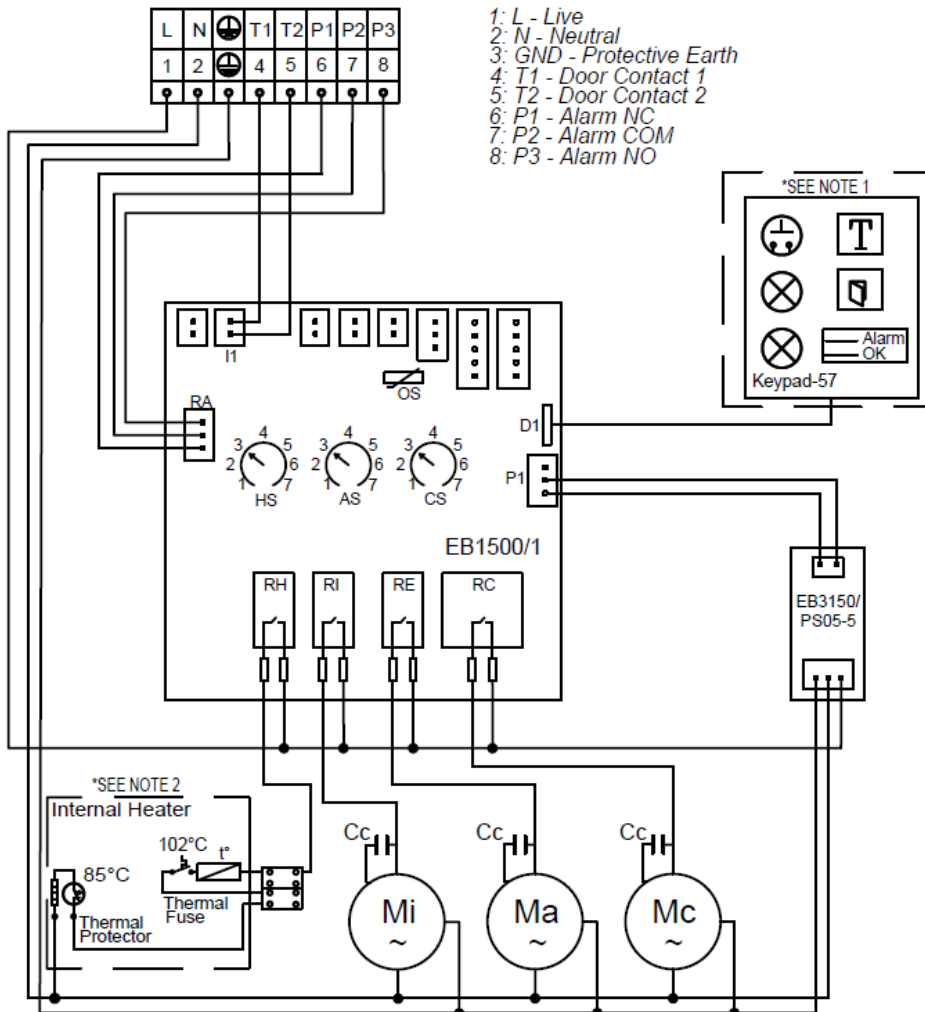 L N T1 T2 P1 P2 P3
1 2 4 5 6 7 8
1: L - Live
2: N - Neutral
3: GND - Protective Earth
4: T1 - Door Contact 1
5: T2 - Door Contact 2
6: P1 - Alarm NC
7: P2 - Alarm COM
8: P3 - Alarm NO
*SEE NOTE 1
T
Alarm
OK
Keypad-57
I1
OS
RA
D1
1 2 3 4 5 6 7
HS
1 2 3 4 5 6 7
AS
1 2 3 4 5 6 7
CS
P1
EB1500/1
EB3150/
PS05-5
RH RI RE RC
*SEE NOTE 2
Internal Heater
102°C
t°
85°C
Thermal
Fuse
Thermal
Protector
Cc Cc Cc
Mi Ma Mc
~ ~ ~